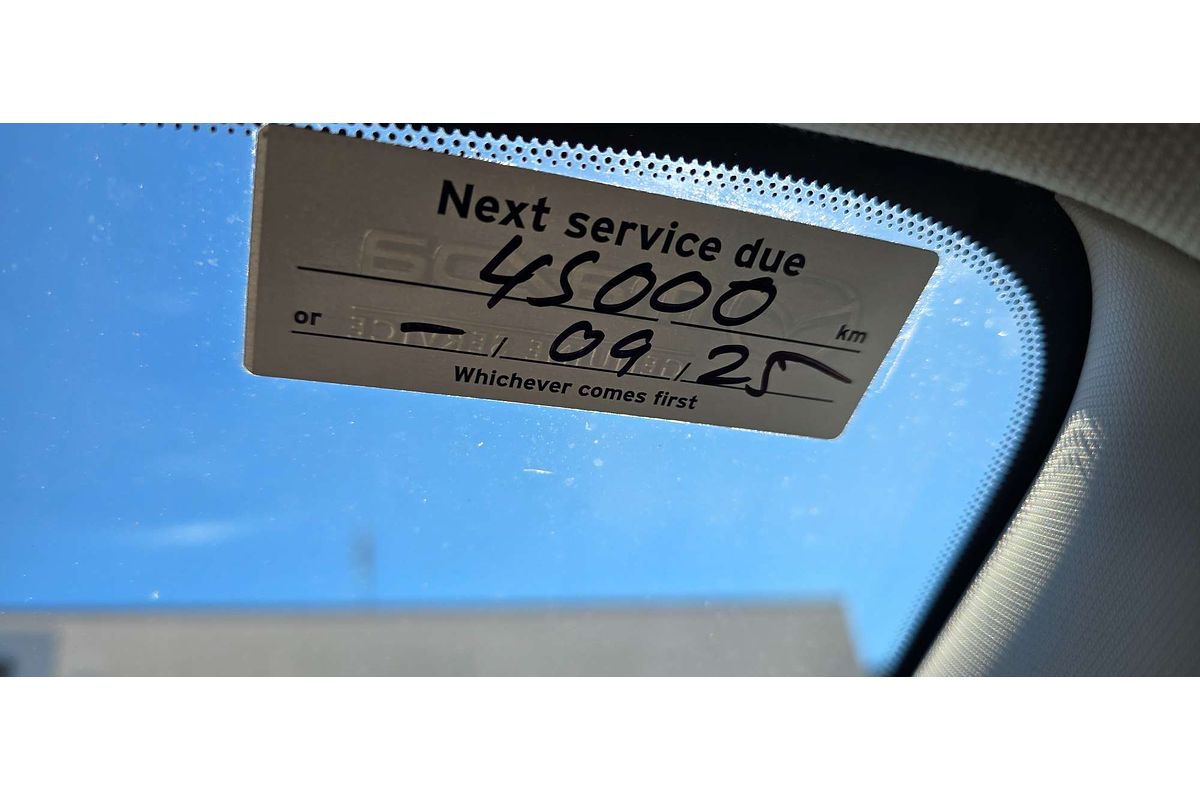 Next service due
45000 km
or - / 09 / 25
Whichever comes first